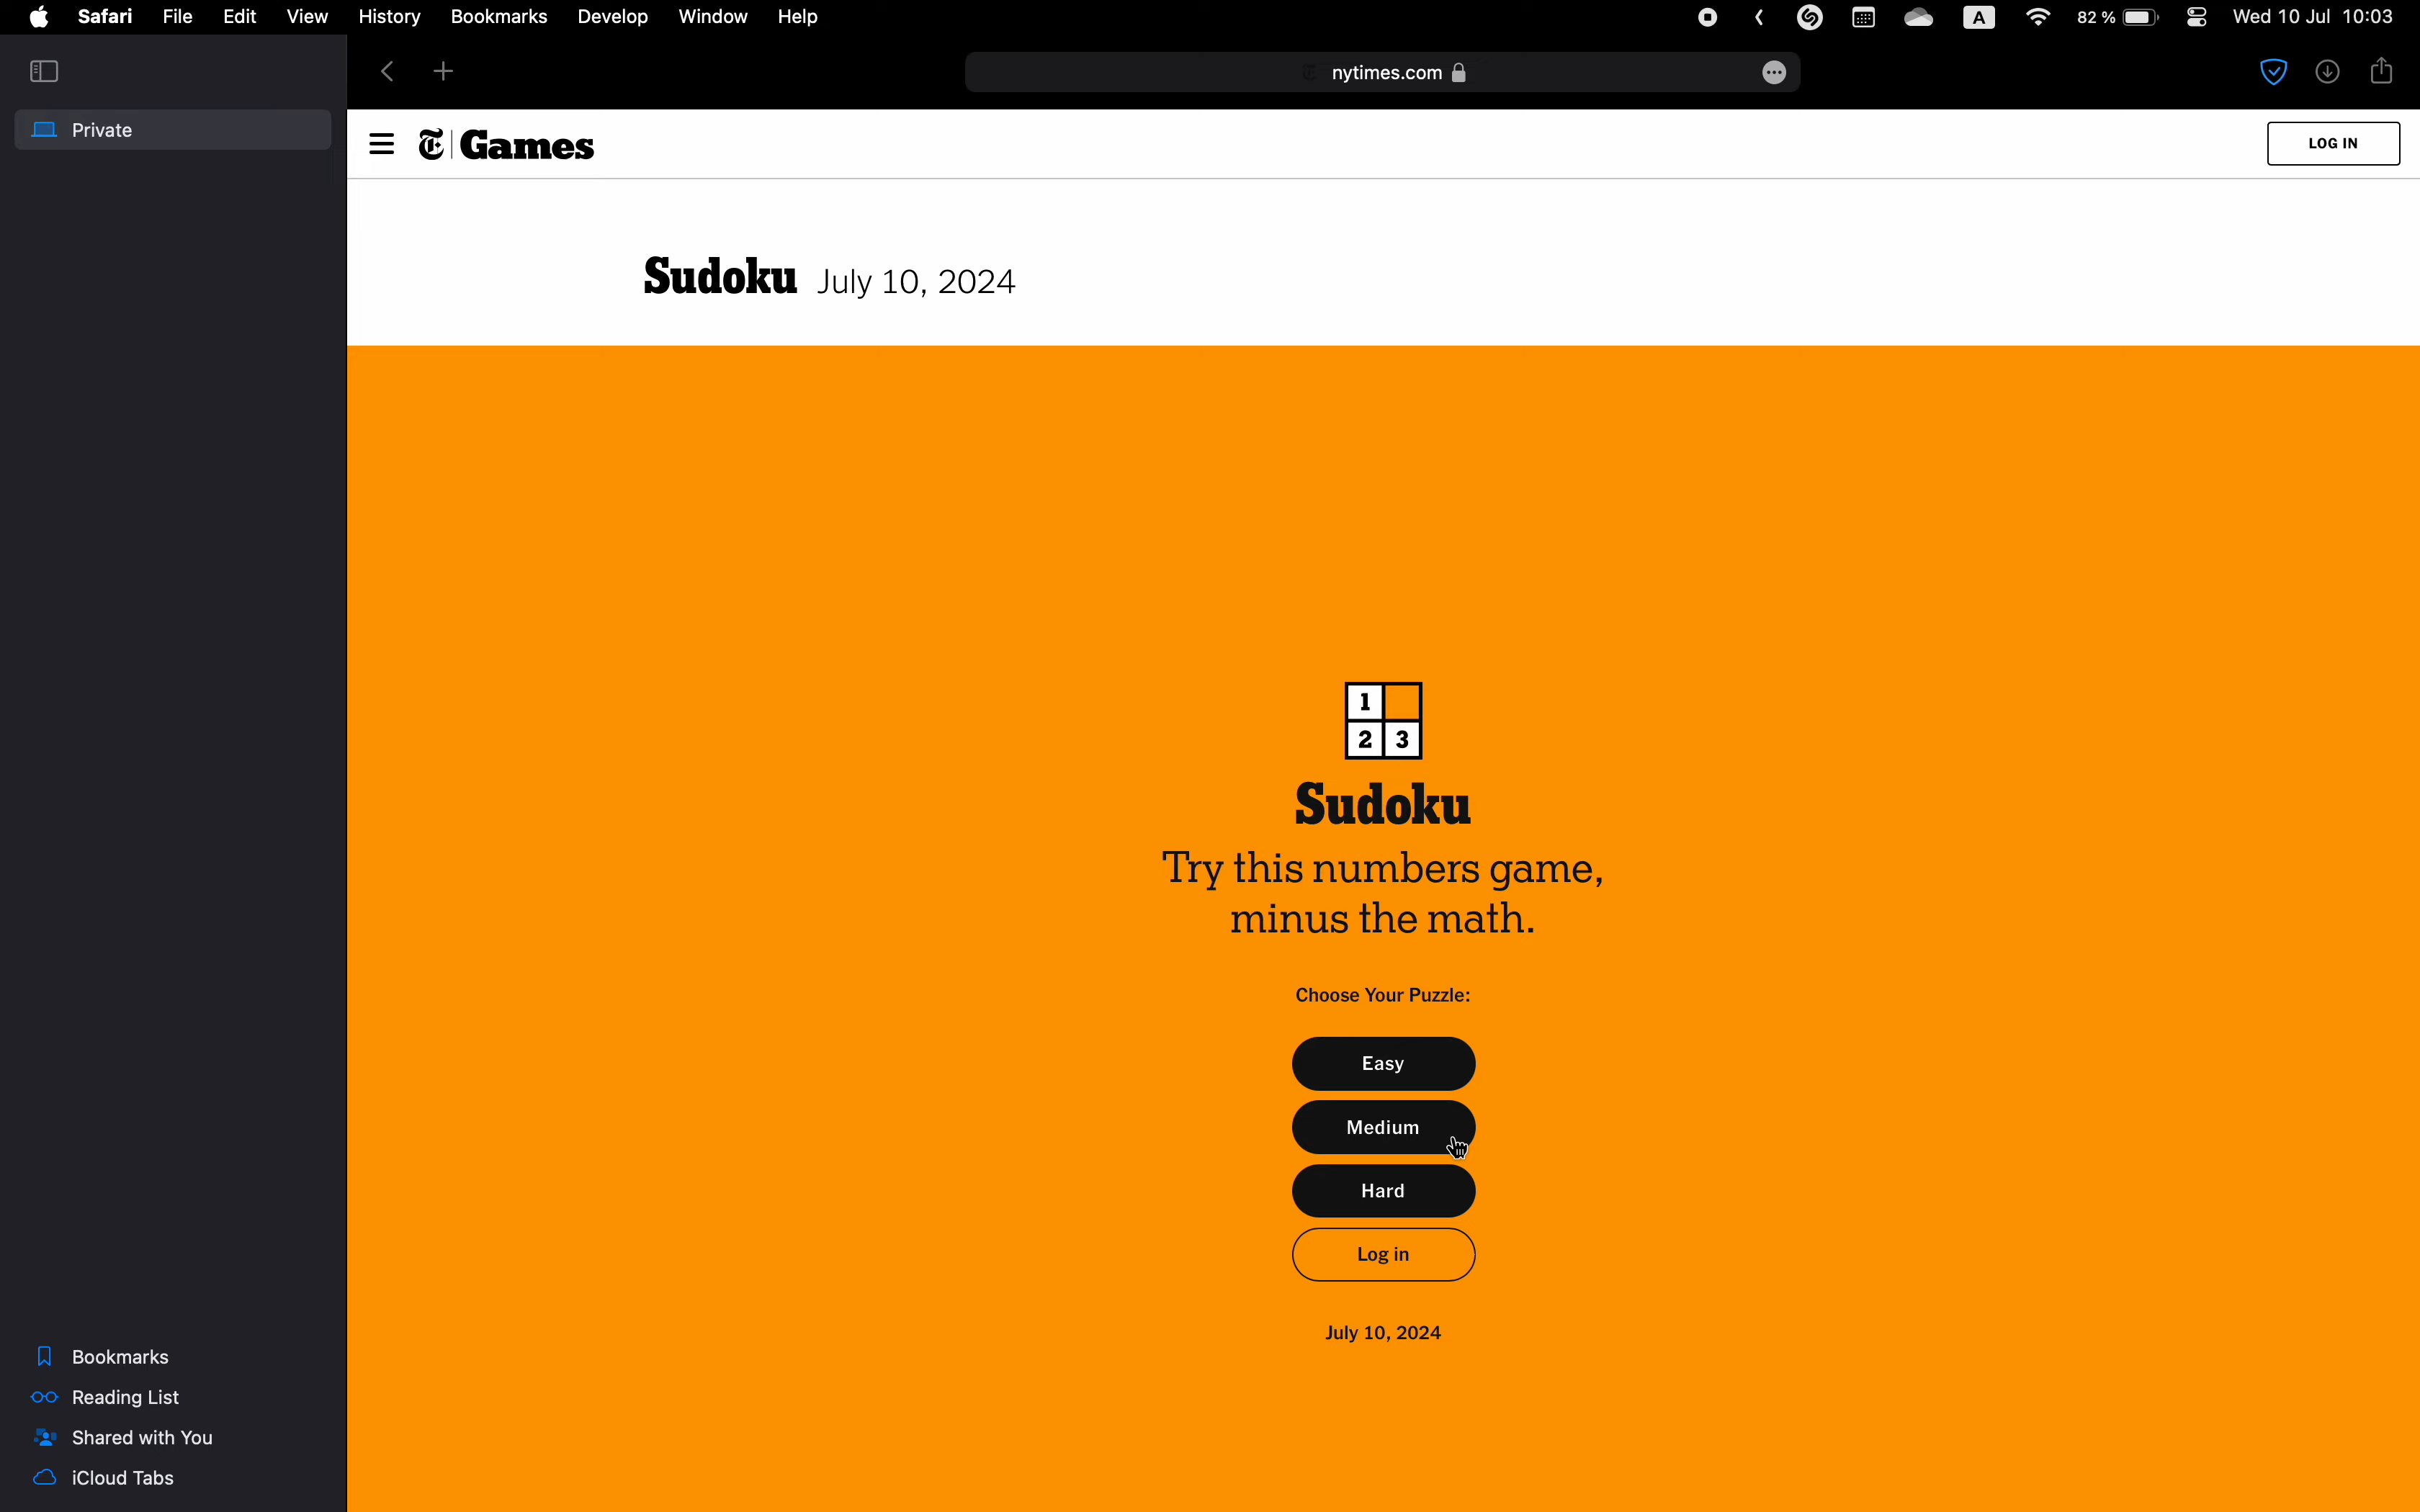 Safari File Edit View History Bookmarks Develop Window Help A 82 % Wed 10 Jul 10:03
nytimes.com
Private
T Games LOG IN
Sudoku July 10, 2024
1
2 3
Sudoku
Try this numbers game,
minus the math.
Choose Your Puzzle:
Easy
Medium
Hard
Log in
July 10, 2024
Bookmarks
Reading List
Shared with You
iCloud Tabs